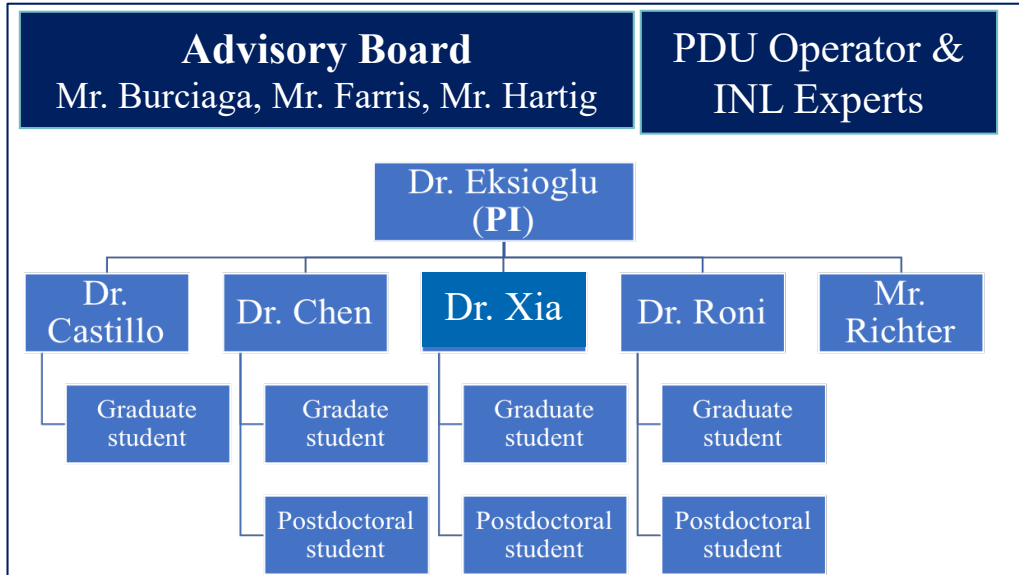 Advisory Board
Mr. Burciaga, Mr. Farris, Mr. Hartig
PDU Operator &
INL Experts
Dr. Eksioglu
(PI)
Dr.
Castillo
Dr. Chen
Dr. Xia
Dr. Roni
Mr.
Richter
Graduate
student
Gradate
student
Graduate
student
Graduate
student
Postdoctoral
student
Postdoctoral
student
Postdoctoral
student